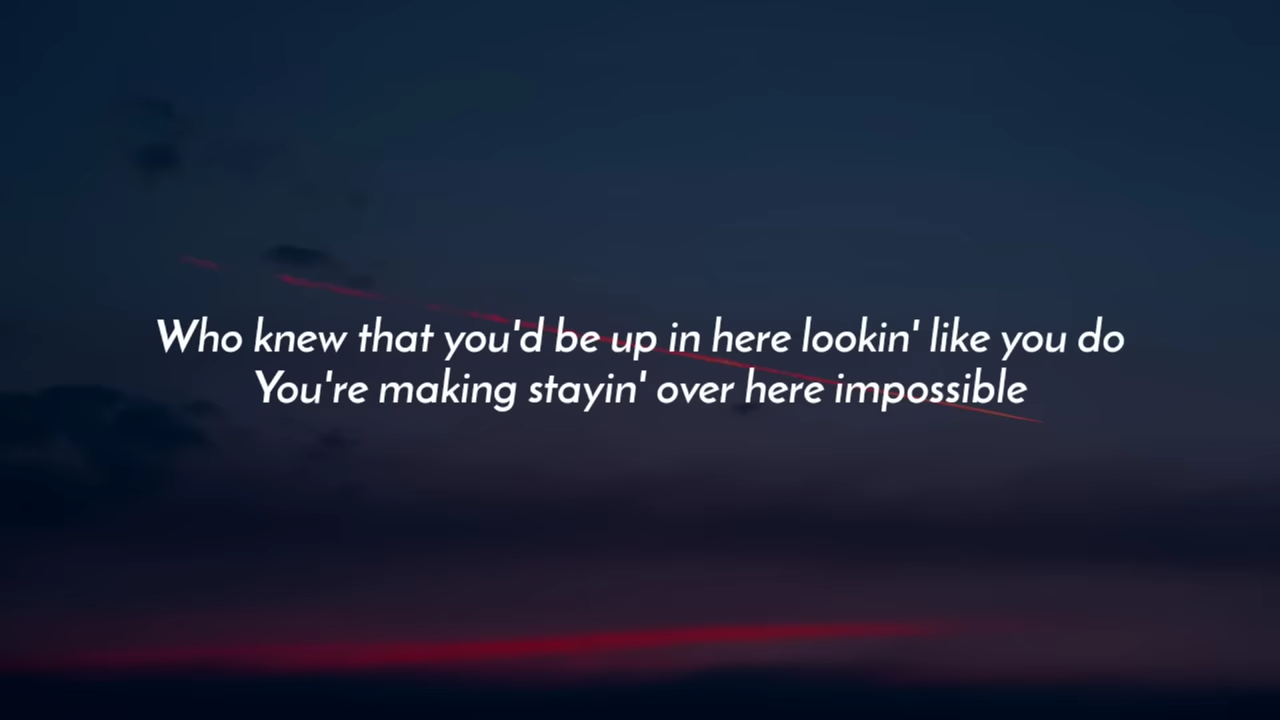 Who knew that you'd be up in here lookin' like you do
You're making stayin' over here impossible